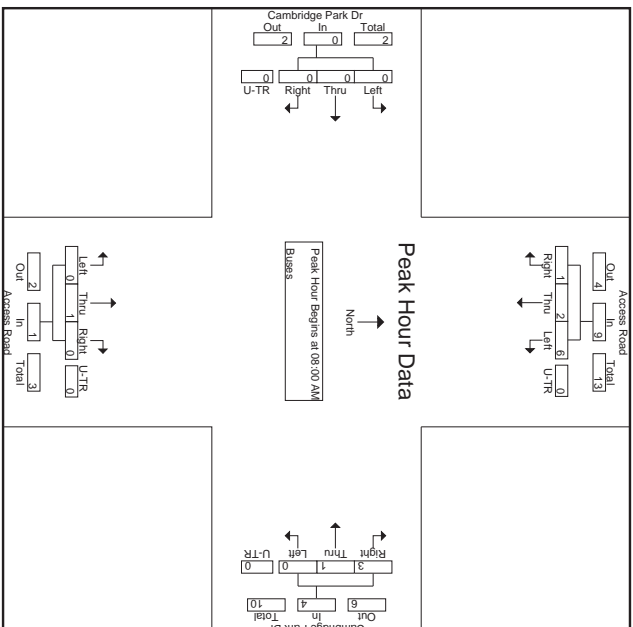 Cambridge Park Dr
Out In Total
2 0 2
0 0 0 0
U-TR Right Thru Left
Left Thru Right U-TR
0 1 0 0
Out In Total
2 1 3
Access Road
Peak Hour Data
North
Peak Hour Begins at 08:00 AM
Buses
Access Road
Out In Total
4 9 13
1 2 6 0
Right Thru Left U-TR
U-TR Left Thru Right
0 0 1 3
10 4 6
Total In Out
Cambridge Park Dr